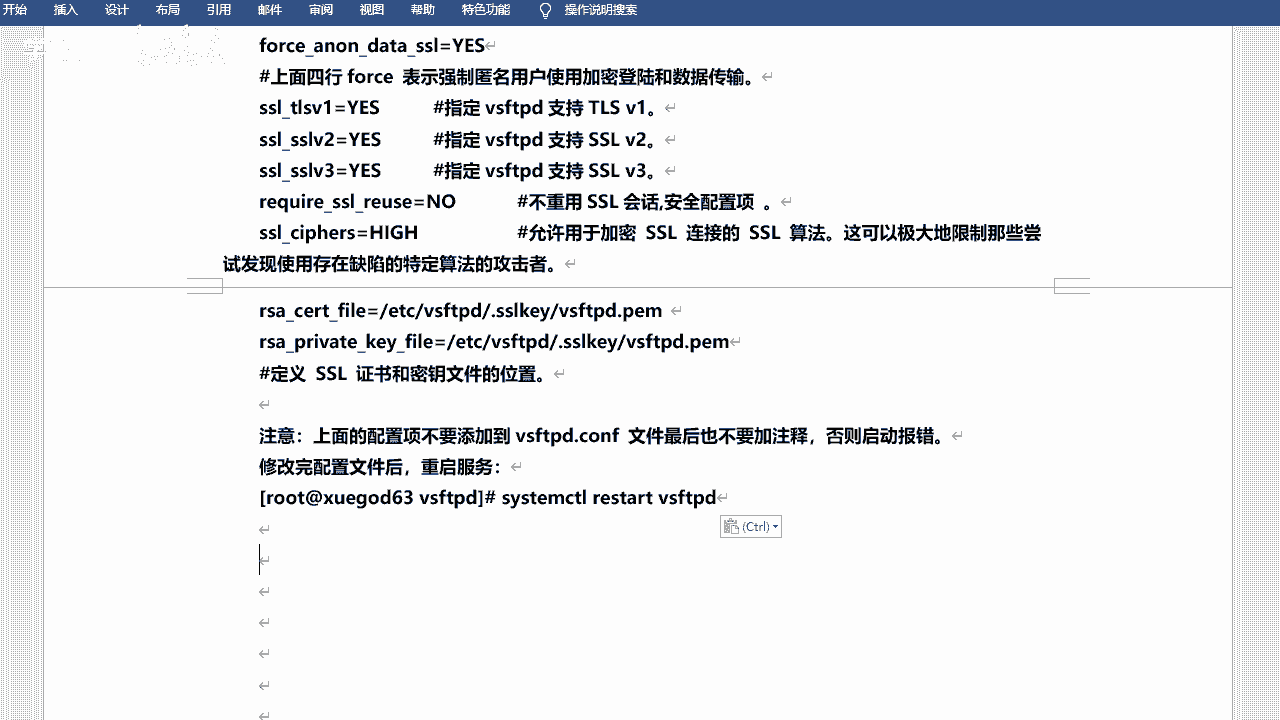 开始 插入 设计 布局 引用 邮件 审阅 视图 帮助 特色功能 操作说明搜索
force_anon_data_ssl=YES
#上面四行 force 表示强制匿名用户使用加密登陆和数据传输。
ssl_tlsv1=YES #指定 vsftpd 支持 TLS v1。
ssl_sslv2=YES #指定 vsftpd 支持 SSL v2。
ssl_sslv3=YES #指定 vsftpd 支持 SSL v3。
require_ssl_reuse=NO #不重用 SSL 会话,安全配置项 。
ssl_ciphers=HIGH #允许用于加密 SSL 连接的 SSL 算法。这可以极大地限制那些尝
试发现使用存在缺陷的特定算法的攻击者。
rsa_cert_file=/etc/vsftpd/.sslkey/vsftpd.pem
rsa_private_key_file=/etc/vsftpd/.sslkey/vsftpd.pem
#定义 SSL 证书和密钥文件的位置。
注意：上面的配置项不要添加到 vsftpd.conf 文件最后也不要加注释，否则启动报错。
修改完配置文件后，重启服务：
[root@xuegod63 vsftpd]# systemctl restart vsftpd
(Ctrl)